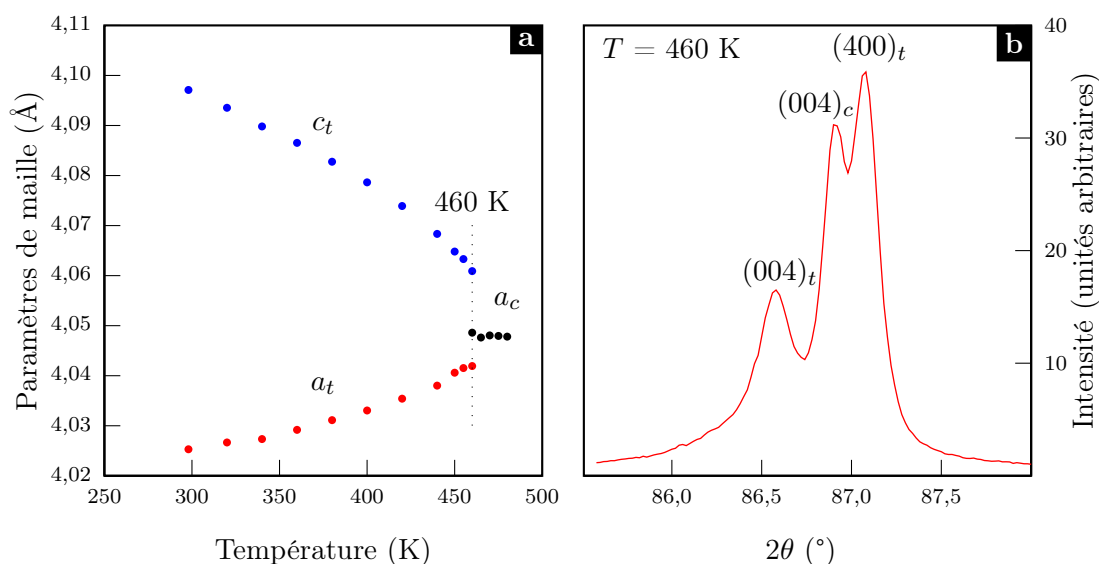 Paramètres de maille (Å)
4,11
4,10
4,09
4,08
4,07
4,06
4,05
4,04
4,03
4,02
a
c_t
460 K
a_c
a_t
250
300
350
400
450
500
Température (K)
T = 460 K
b
(400)_t
(004)_c
(004)_t
40
30
20
10
Intensité (unités arbitraires)
86,0
86,5
87,0
87,5
2θ (°)